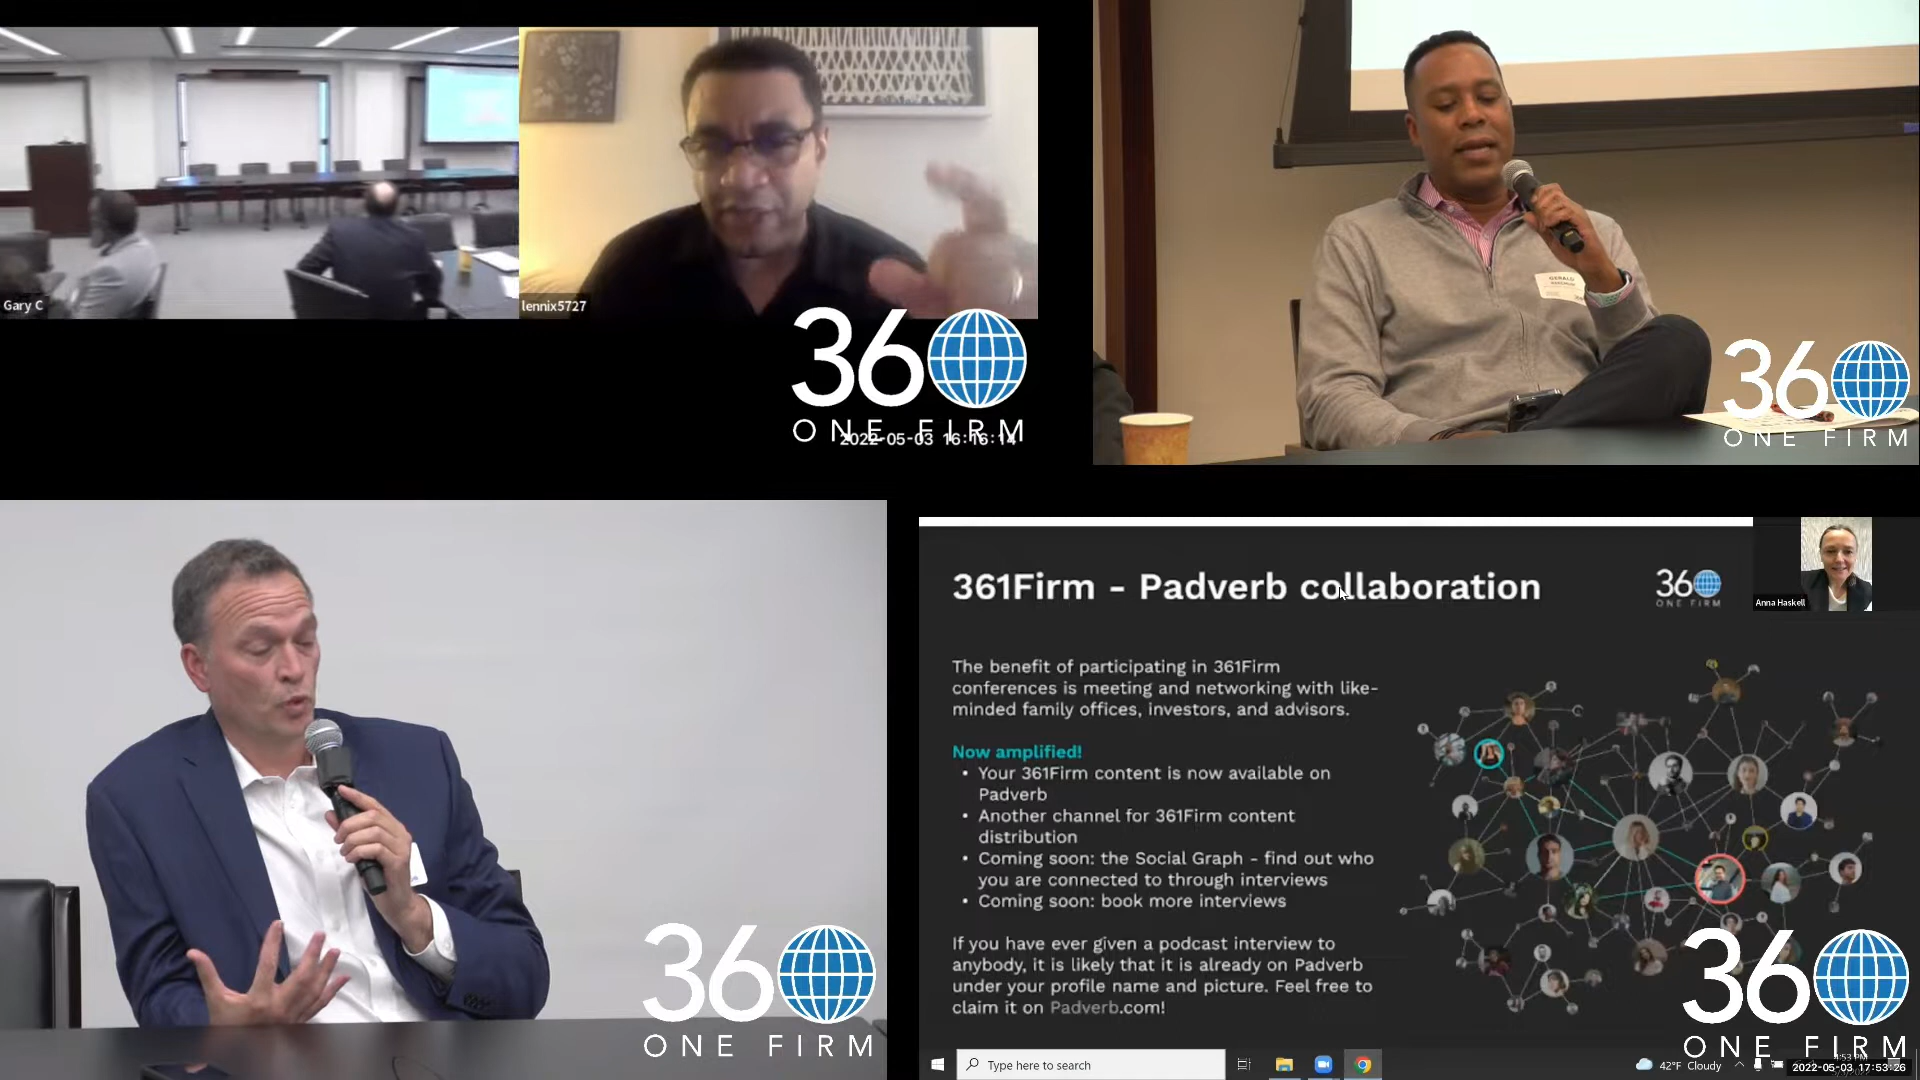 Gary C
lennix5727
360
ONE FIRM
2022-05-03 16:16:14
GERALD
360
ONE FIRM
360
ONE FIRM
361Firm - Padverb collaboration
360
ONE FIRM
Anna Haskell
The benefit of participating in 361Firm
conferences is meeting and networking with like-
minded family offices, investors, and advisors.
Now amplified!
• Your 361Firm content is now available on
Padverb
• Another channel for 361Firm content
distribution
• Coming soon: the Social Graph - find out who
you are connected to through interviews
• Coming soon: book more interviews
If you have ever given a podcast interview to
anybody, it is likely that it is already on Padverb
under your profile name and picture. Feel free to
claim it on Padverb.com!
360
ONE FIRM
Type here to search
42°F Cloudy
4:53 PM
2022-05-03 17:53:26